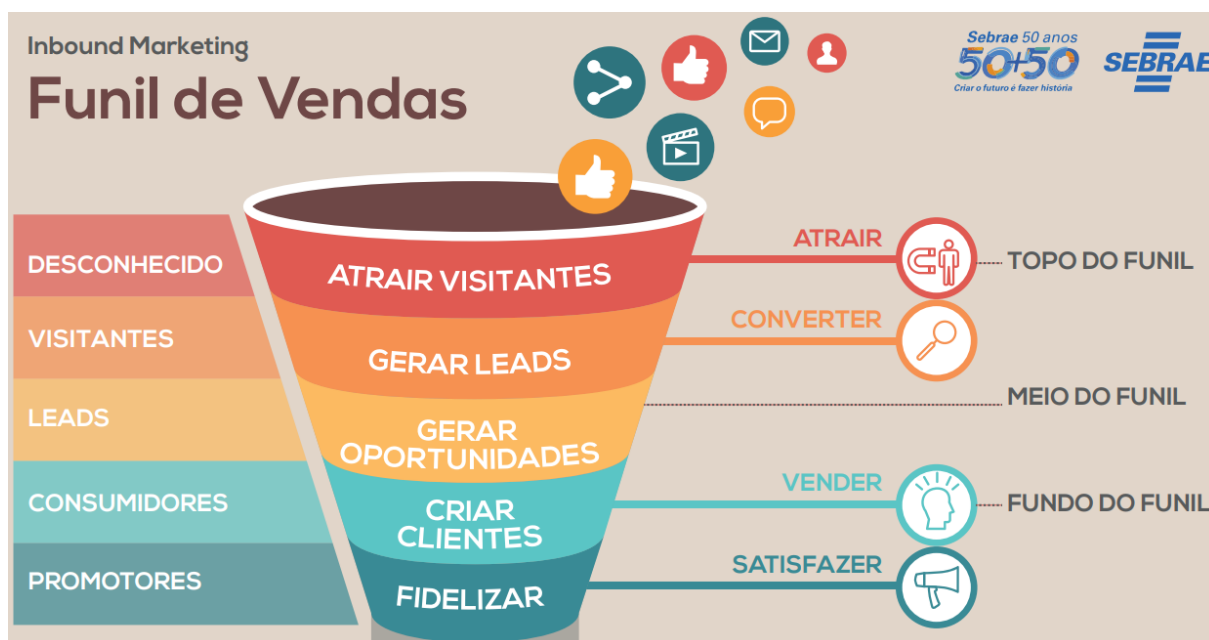 Inbound Marketing
Funil de Vendas
Sebrae 50 anos
50+50
Criar o futuro é fazer história
SEBRAE
DESCONHECIDO
VISITANTES
LEADS
CONSUMIDORES
PROMOTORES
ATRAIR VISITANTES
GERAR LEADS
GERAR
OPORTUNIDADES
CRIAR
CLIENTES
FIDELIZAR
ATRAIR
CONVERTER
VENDER
SATISFAZER
TOPO DO FUNIL
MEIO DO FUNIL
FUNDO DO FUNIL